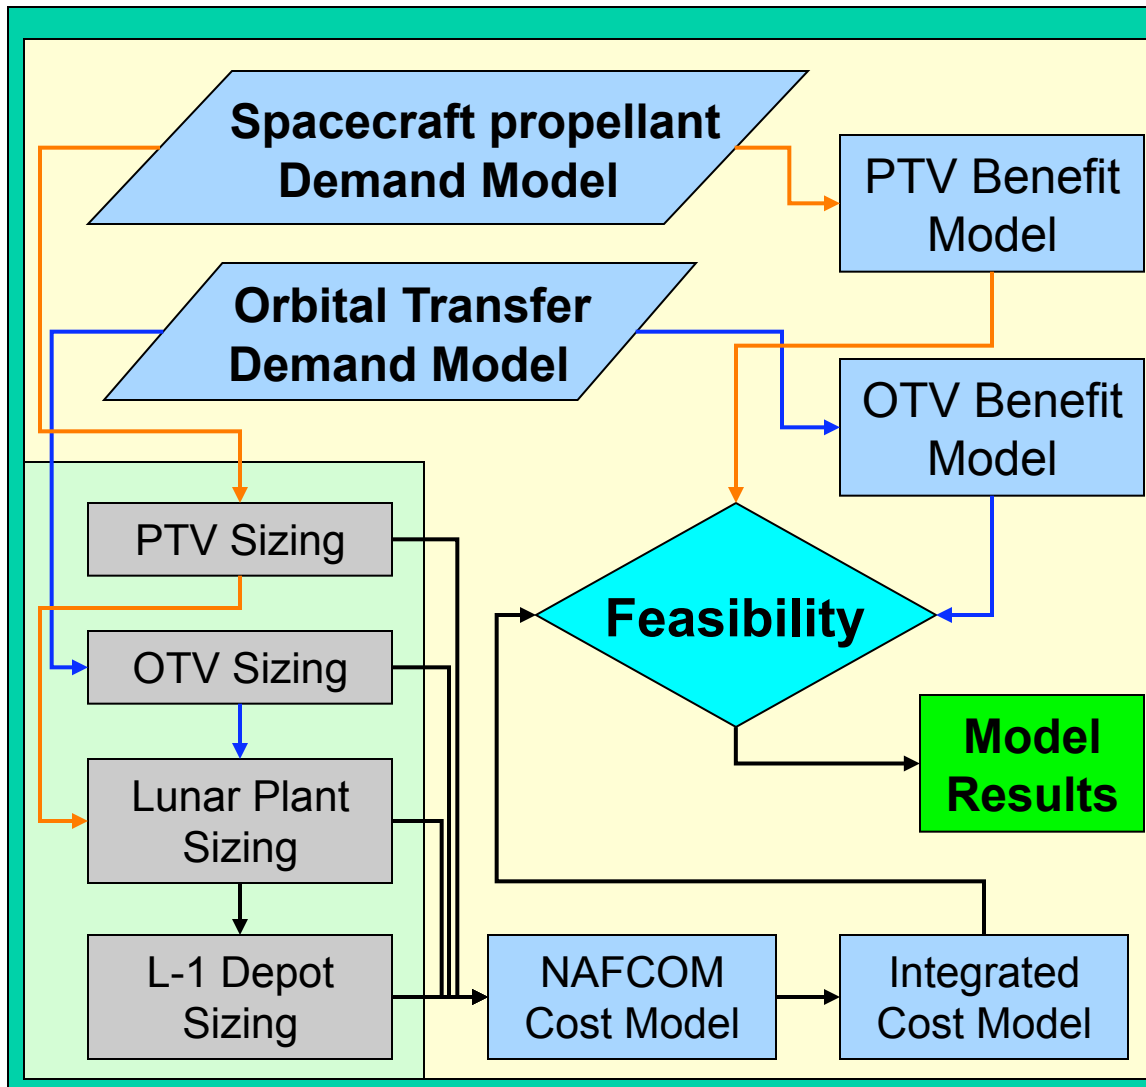 Spacecraft propellant
Demand Model
PTV Benefit
Model
Orbital Transfer
Demand Model
OTV Benefit
Model
PTV Sizing
OTV Sizing
Feasibility
Lunar Plant
Sizing
Model
Results
L-1 Depot
Sizing
NAFCOM
Cost Model
Integrated
Cost Model